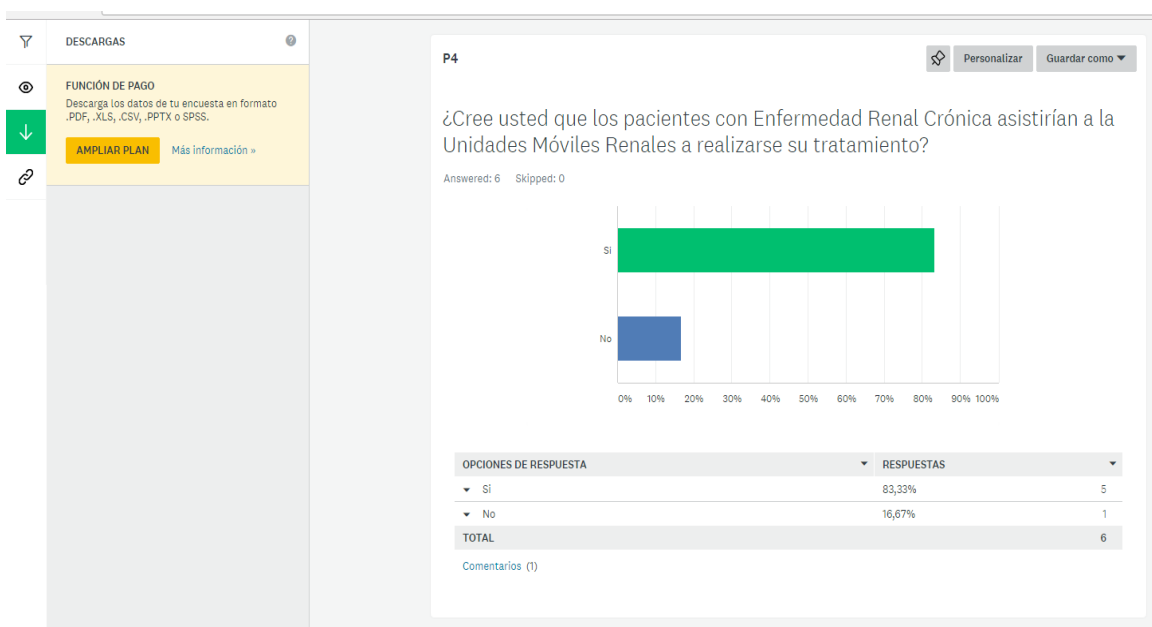 DESCARGAS
FUNCIÓN DE PAGO
Descarga los datos de tu encuesta en formato
.PDF, .XLS, .CSV, .PPTX o SPSS.
AMPLIAR PLAN Más información »
P4
Personalizar Guardar como
¿Cree usted que los pacientes con Enfermedad Renal Crónica asistirían a la
Unidades Móviles Renales a realizarse su tratamiento?
Answered: 6 Skipped: 0
Sí
No
0% 10% 20% 30% 40% 50% 60% 70% 80% 90% 100%
OPCIONES DE RESPUESTA RESPUESTAS
Sí 83,33% 5
No 16,67% 1
TOTAL 6
Comentarios (1)